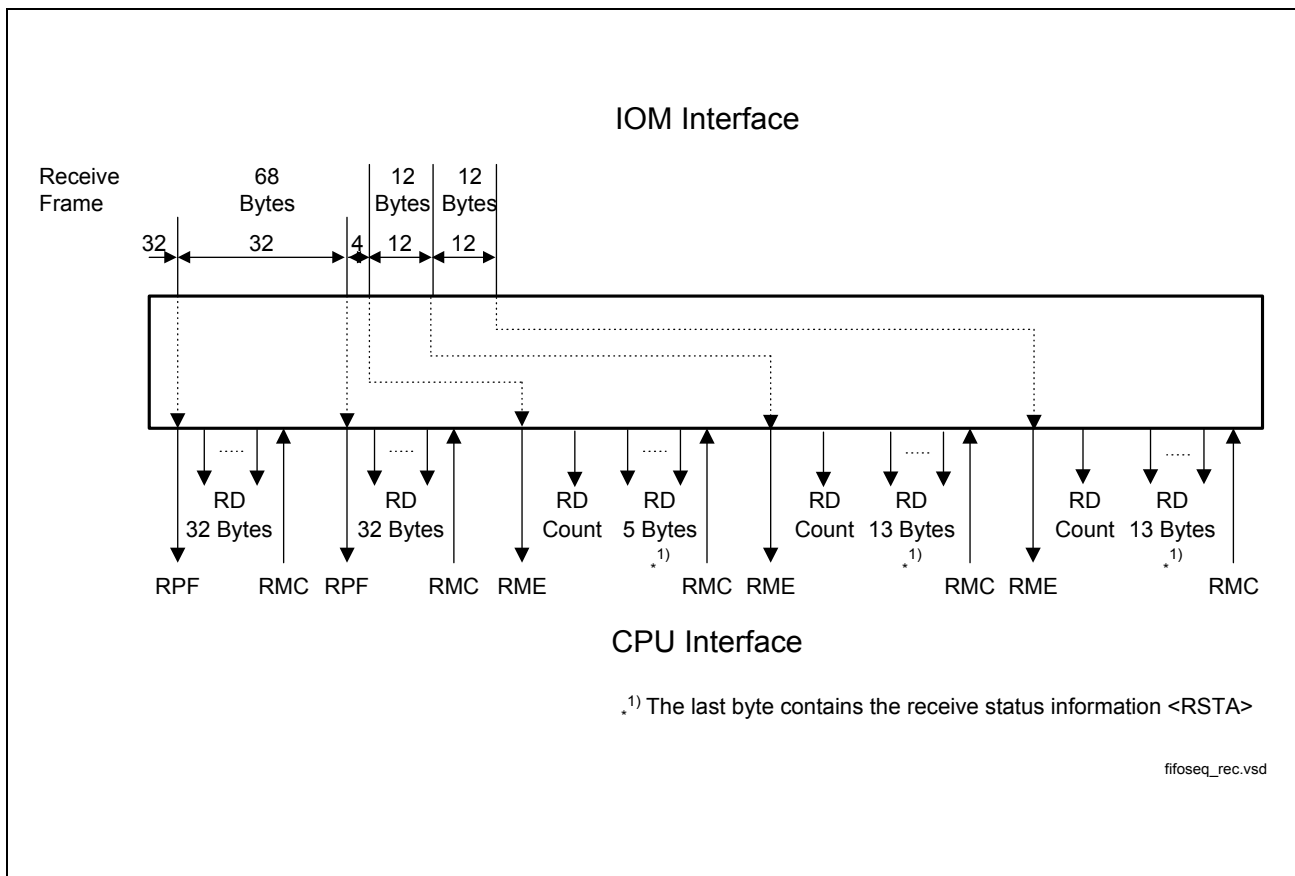 IOM Interface
Receive 68 12 12
Frame Bytes Bytes Bytes
32 32 4 12 12
..... ..... ..... ..... .....
RD RD RD RD RD RD RD RD
32 Bytes 32 Bytes Count 5 Bytes Count 13 Bytes Count 13 Bytes
*1) *1) *1)
RPF RMC RPF RMC RME RMC RME RMC RME RMC
CPU Interface
*1) The last byte contains the receive status information <RSTA>
fifoseq_rec.vsd